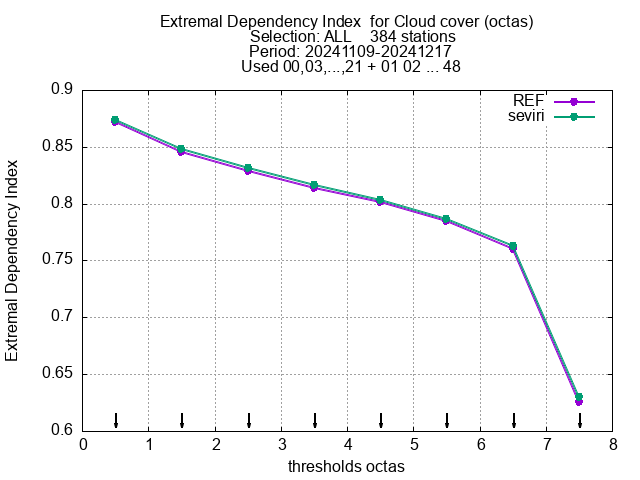 Extremal Dependency Index  for Cloud cover (octas)
Selection: ALL    384 stations
Period: 20241109-20241217
Used 00,03,...,21 + 01 02 ... 48
REF
seviri
0.9
0.85
0.8
0.75
0.7
0.65
0.6
Extremal Dependency Index
0 1 2 3 4 5 6 7 8
thresholds octas